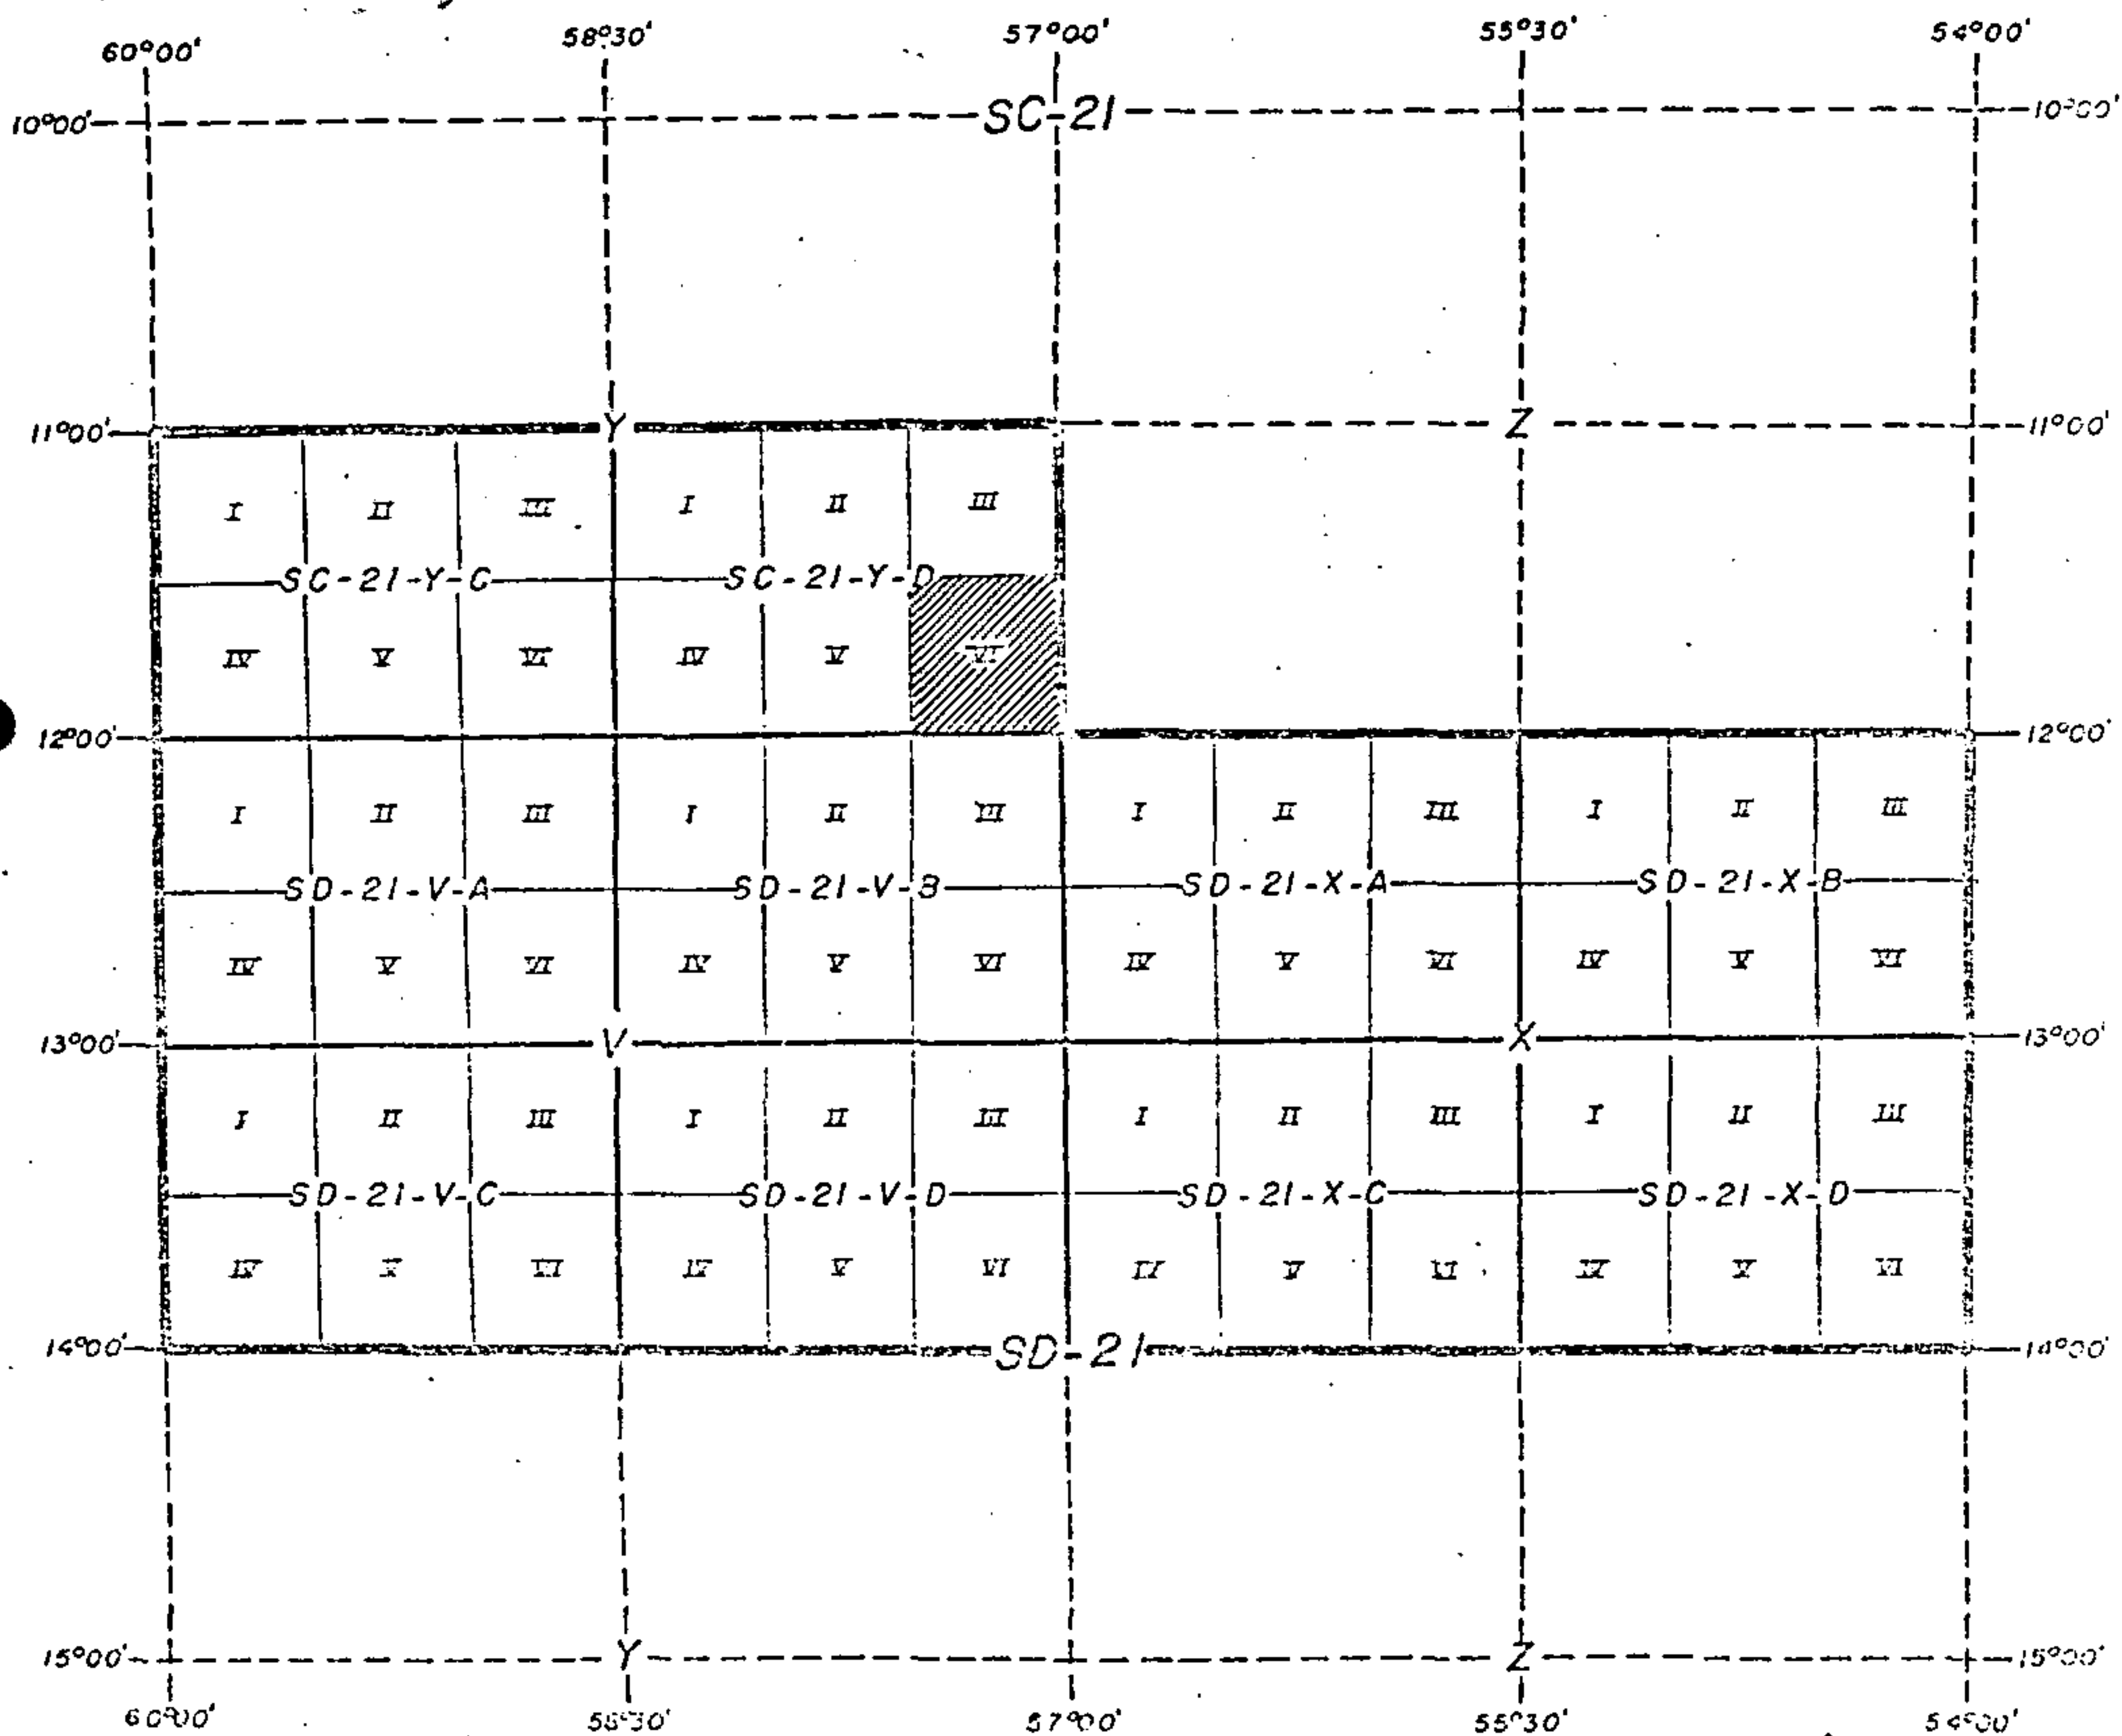 60°00' 58°30' 57°00' 55°30' 54°00'
10°00' SC-21 10°00'
11°00' Y Z 11°00'
I II III I II III
SC-21-Y-C SC-21-Y-D
IV V VI IV V VI
12°00' 12°00'
I II III I II III I II III I II III
SD-21-V-A SD-21-V-B SD-21-X-A SD-21-X-B
IV V VI IV V VI IV V VI IV V VI
13°00' V X 13°00'
I II III I II III I II III I II III
SD-21-V-C SD-21-V-D SD-21-X-C SD-21-X-D
IV V VI IV V VI IV V VI IV V VI
14°00' SD-21 14°00'
15°00' Y Z 15°00'
60°00' 58°30' 57°00' 55°30' 54°00'